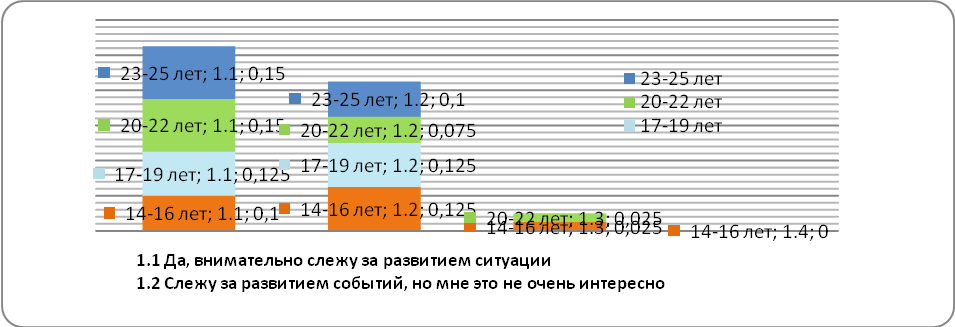 23-25 лет; 1.1; 0,15
20-22 лет; 1.1; 0,15
17-19 лет; 1.1; 0,125
14-16 лет; 1.1; 0,1
23-25 лет; 1.2; 0,1
20-22 лет; 1.2; 0,075
17-19 лет; 1.2; 0,125
14-16 лет; 1.2; 0,125
20-22 лет; 1.3; 0,025
14-16 лет; 1.3; 0,025
14-16 лет; 1.4; 0
23-25 лет
20-22 лет
17-19 лет
1.1 Да, внимательно слежу за развитием ситуации
1.2 Слежу за развитием событий, но мне это не очень интересно